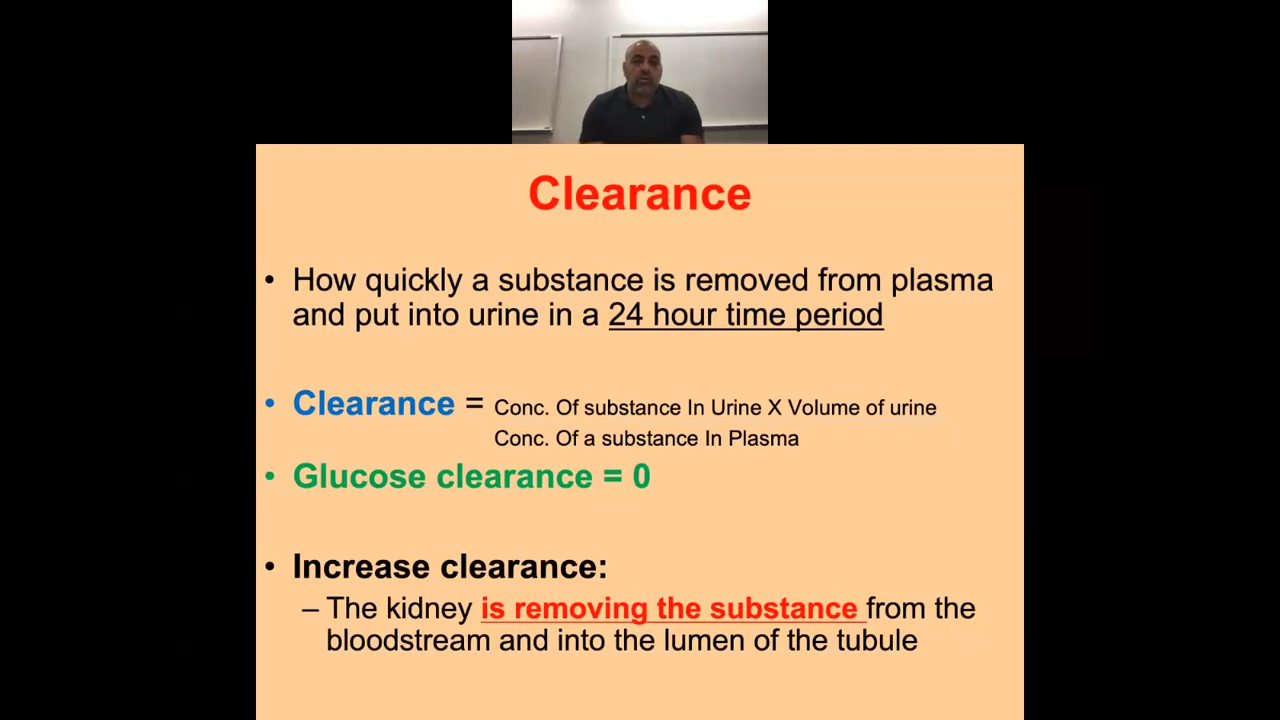 Clearance
• How quickly a substance is removed from plasma
and put into urine in a 24 hour time period
• Clearance = Conc. Of substance In Urine X Volume of urine
Conc. Of a substance In Plasma
• Glucose clearance = 0
• Increase clearance:
– The kidney is removing the substance from the
bloodstream and into the lumen of the tubule